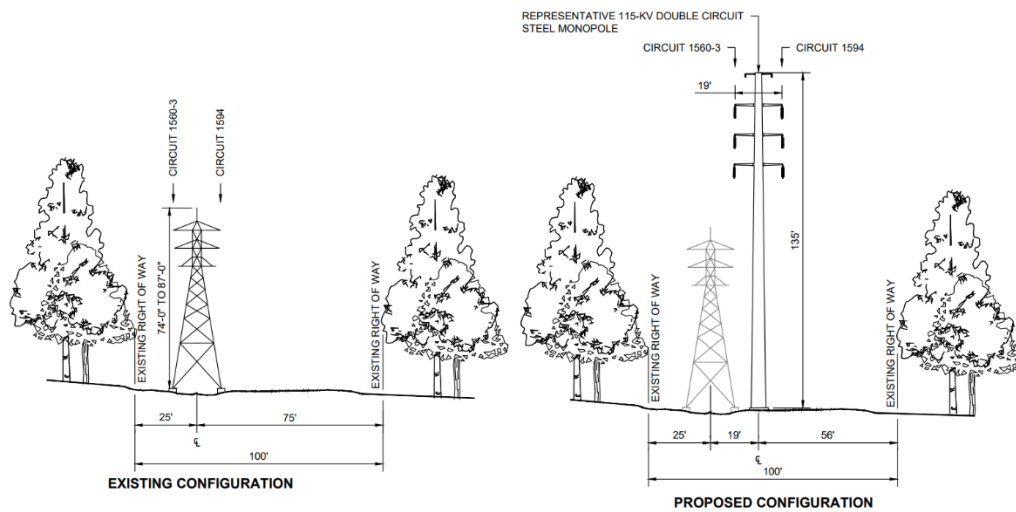 REPRESENTATIVE 115-KV DOUBLE CIRCUIT
STEEL MONOPOLE
CIRCUIT 1560-3
CIRCUIT 1594
19'
CIRCUIT 1560-3
CIRCUIT 1594
EXISTING RIGHT OF WAY
74'-0" TO 87'-0"
EXISTING RIGHT OF WAY
25'
75'
℄
100'
EXISTING CONFIGURATION
EXISTING RIGHT OF WAY
135'
EXISTING RIGHT OF WAY
25'
19'
56'
℄
100'
PROPOSED CONFIGURATION